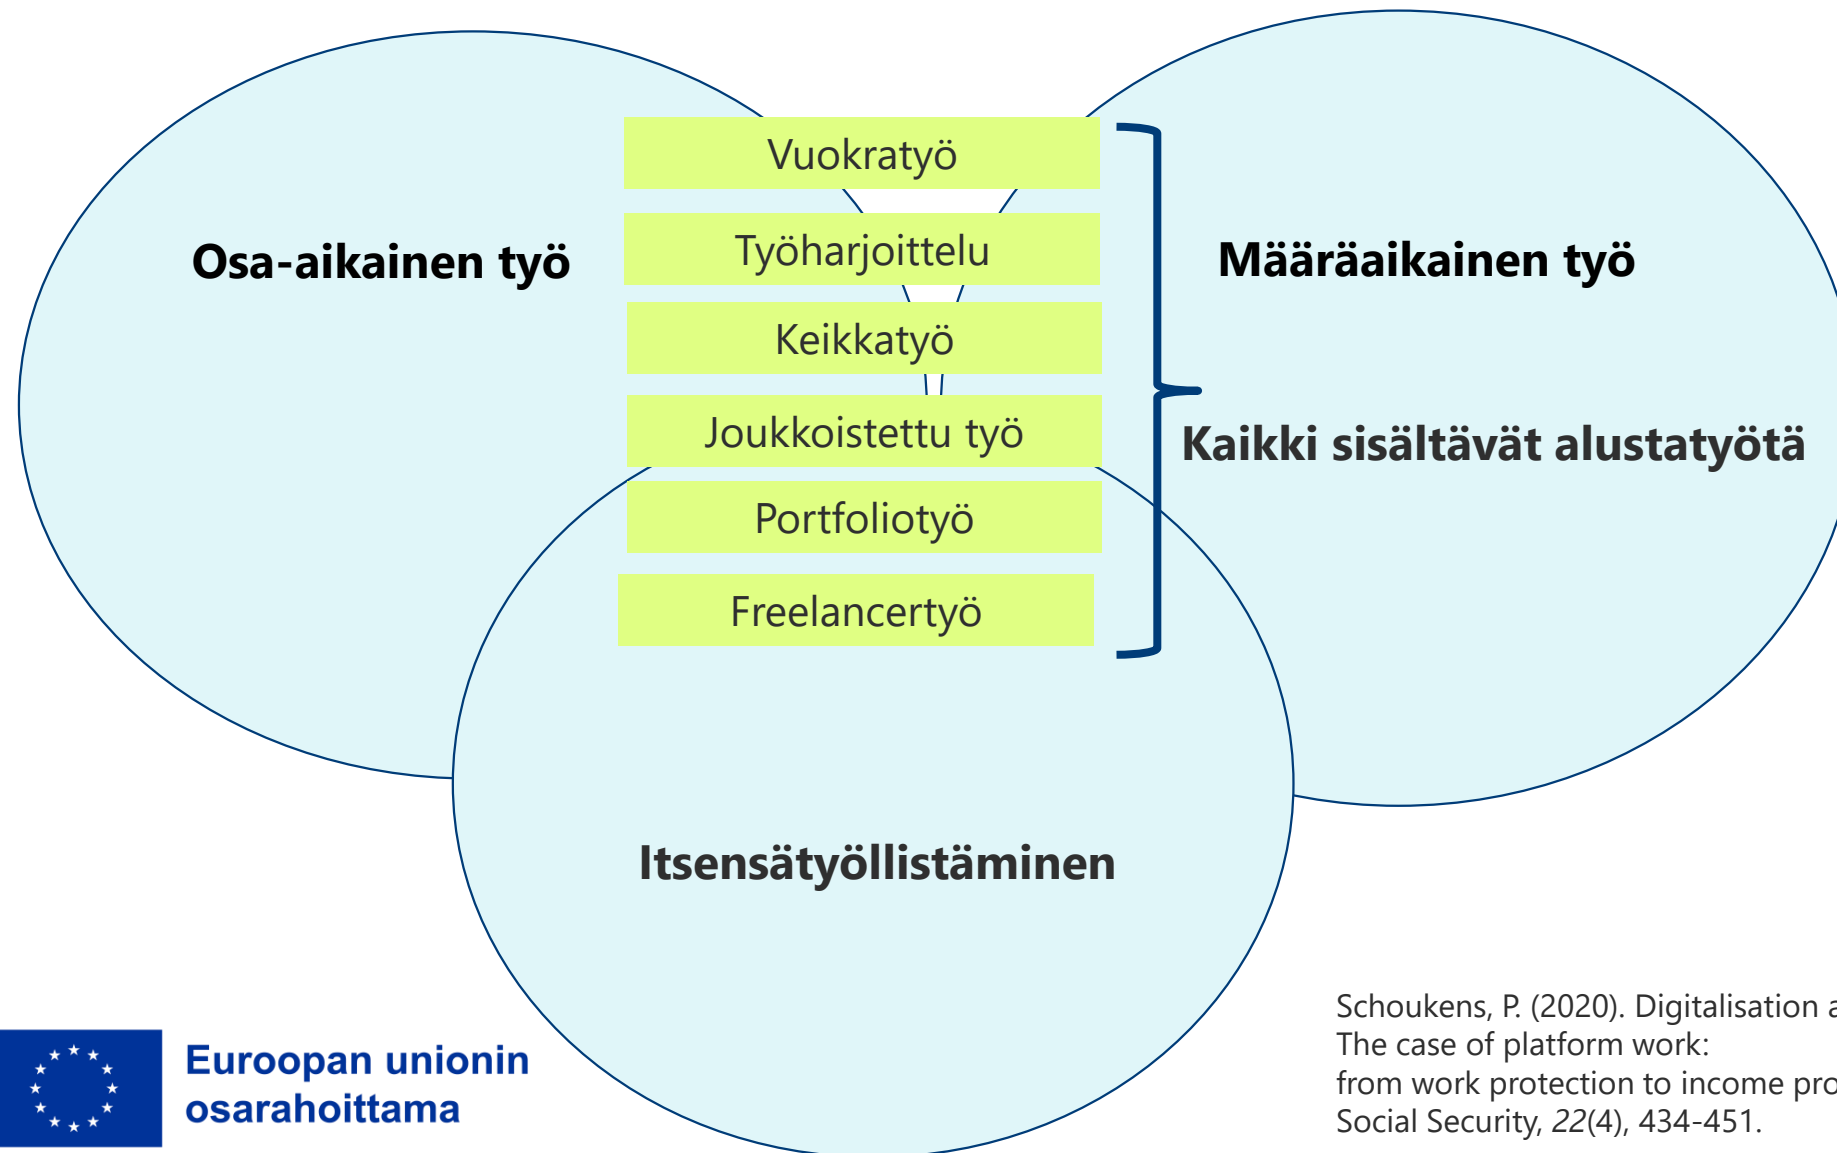 Vuokratyö
Työharjoittelu
Osa-aikainen työ
Määräaikainen työ
Keikkatyö
Joukkoistettu työ
Kaikki sisältävät alustatyötä
Portfoliotyö
Freelancertyö
Itsensätyöllistäminen
Euroopan unionin
osarahoittama
Schoukens, P. (2020). Digitalisation
The case of platform work:
from work protection to income
Social Security, 22(4), 434-451.